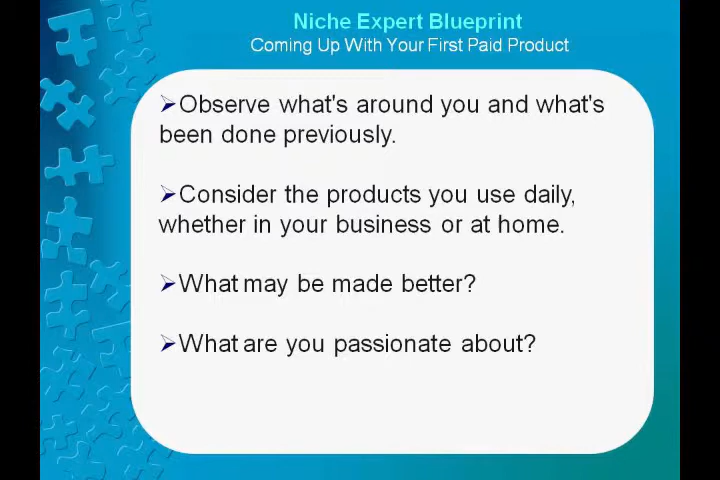 Niche Expert Blueprint
Coming Up With Your First Paid Product
➢Observe what's around you and what's
been done previously.
➢Consider the products you use daily,
whether in your business or at home.
➢What may be made better?
➢What are you passionate about?